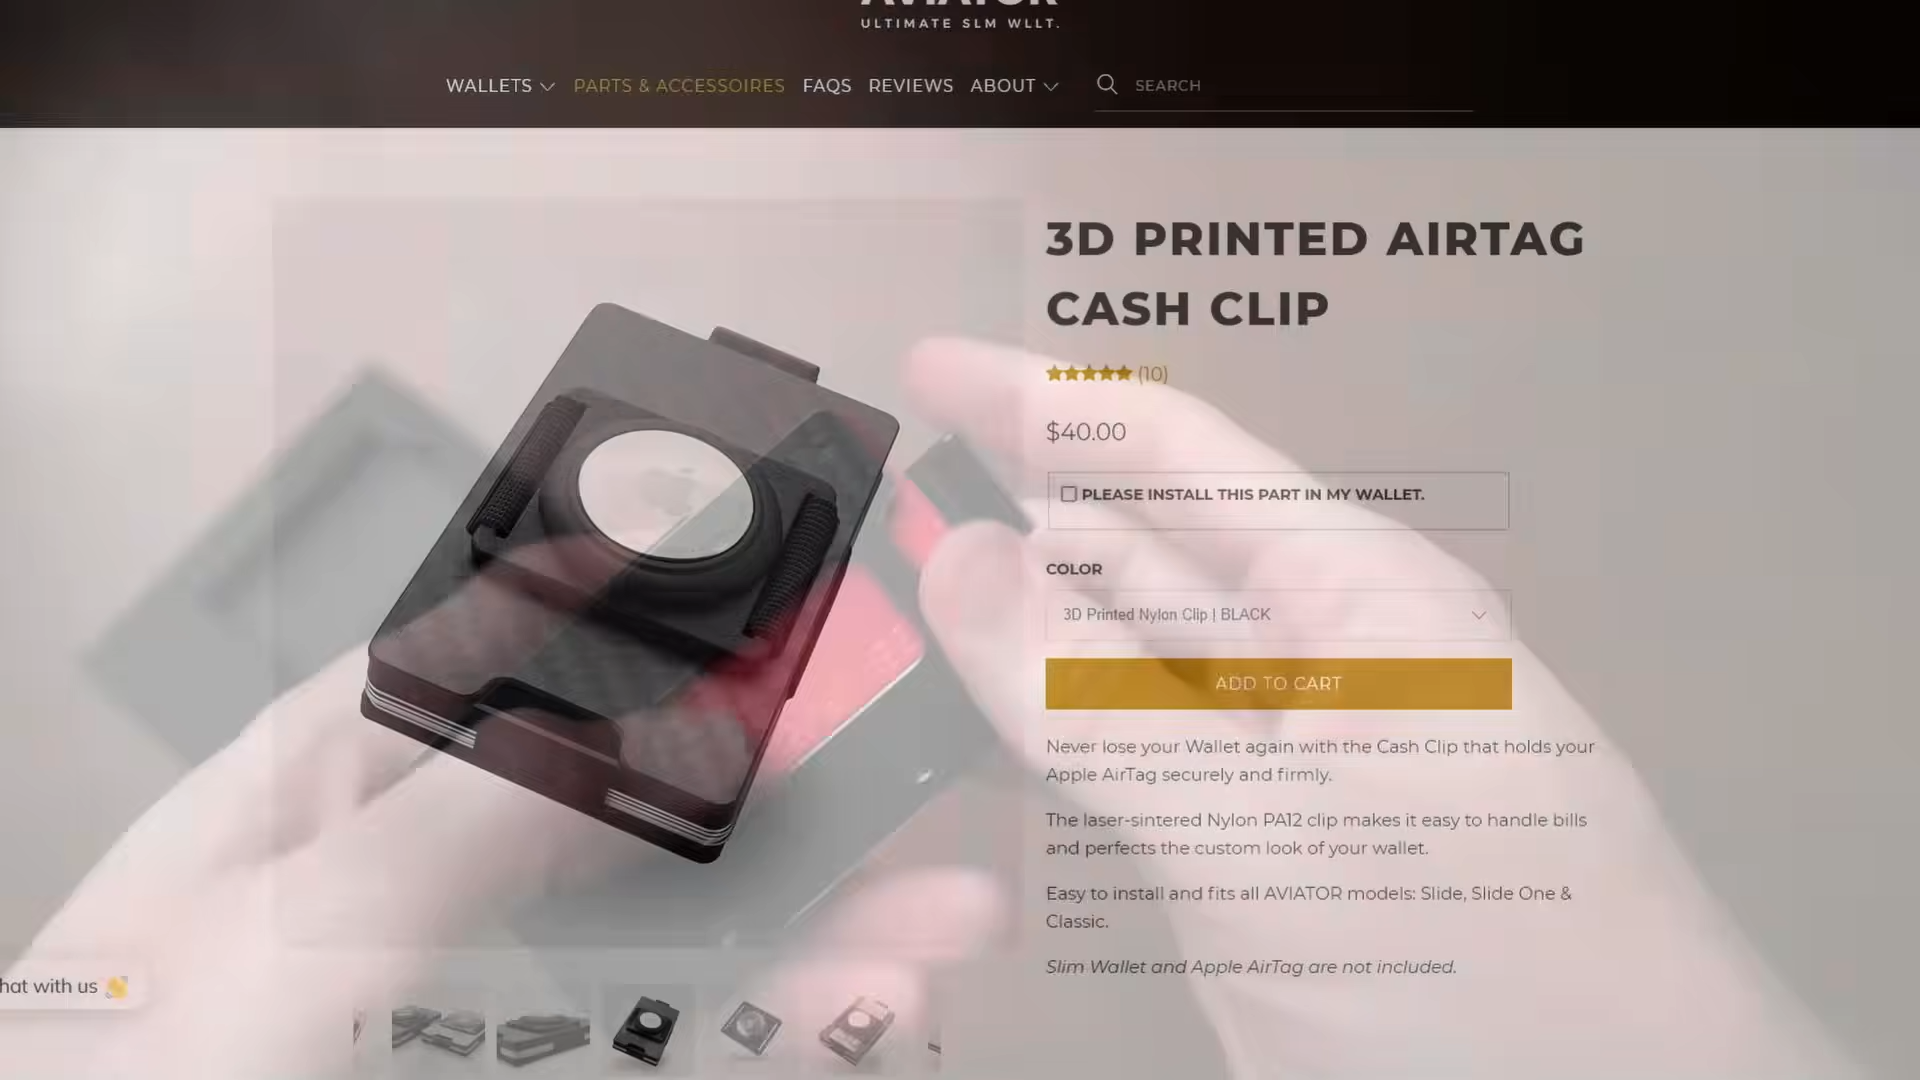 AVIATOR
ULTIMATE SLM WLLT.
WALLETS PARTS & ACCESSOIRES FAQS REVIEWS ABOUT SEARCH
3D PRINTED AIRTAG
CASH CLIP
(10)
$40.00
PLEASE INSTALL THIS PART IN MY WALLET.
COLOR
3D Printed Nylon Clip | BLACK
ADD TO CART
Never lose your Wallet again with the Cash Clip that holds your
Apple AirTag securely and firmly.
The laser-sintered Nylon PA12 clip makes it easy to handle bills
and perfects the custom look of your wallet.
Easy to install and fits all AVIATOR models: Slide, Slide One &
Classic.
Slim Wallet and Apple AirTag are not included.
hat with us